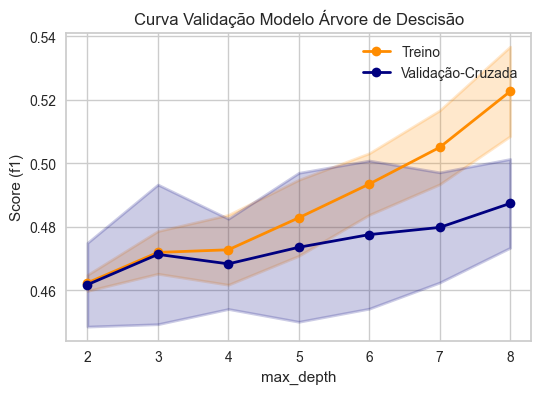 Curva Validação Modelo Árvore de Descisão
0.54
0.52
0.50
0.48
0.46
Score (f1)
Treino
Validação-Cruzada
2 3 4 5 6 7 8
max_depth